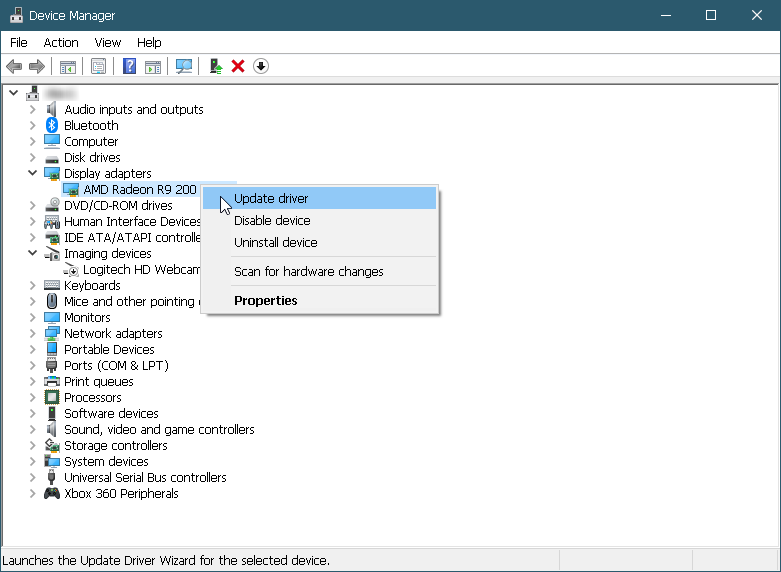 Device Manager
File Action View Help
Audio inputs and outputs
Bluetooth
Computer
Disk drives
Display adapters
AMD Radeon R9 200
Update driver
Disable device
Uninstall device
Scan for hardware changes
Properties
DVD/CD-ROM drives
Human Interface Devices
IDE ATA/ATAPI controlle
Imaging devices
Logitech HD Webcam
Keyboards
Mice and other pointing
Monitors
Network adapters
Portable Devices
Ports (COM & LPT)
Print queues
Processors
Software devices
Sound, video and game controllers
Storage controllers
System devices
Universal Serial Bus controllers
Xbox 360 Peripherals
Launches the Update Driver Wizard for the selected device.